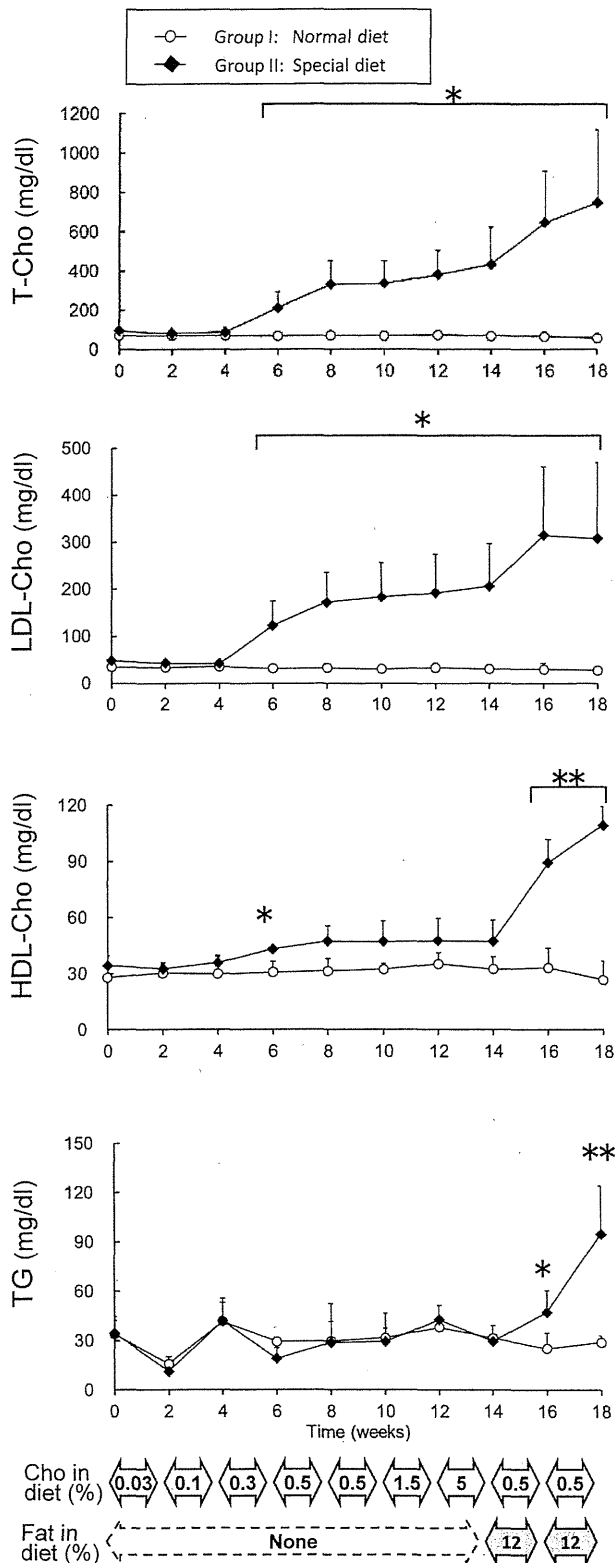 Group I: Normal diet
Group II: Special diet
*
T-Cho (mg/dl)
1200
1000
800
600
400
200
0
0 2 4 6 8 10 12 14 16 18
*
LDL-Cho (mg/dl)
500
400
300
200
100
0
0 2 4 6 8 10 12 14 16 18
**
*
HDL-Cho (mg/dl)
120
90
60
30
0
0 2 4 6 8 10 12 14 16 18
**
*
TG (mg/dl)
150
120
90
60
30
0
0 2 4 6 8 10 12 14 16 18
Time (weeks)
Cho in diet (%)
0.03 0.1 0.3 0.5 0.5 1.5 5 0.5 0.5
Fat in diet (%)
None 12 12